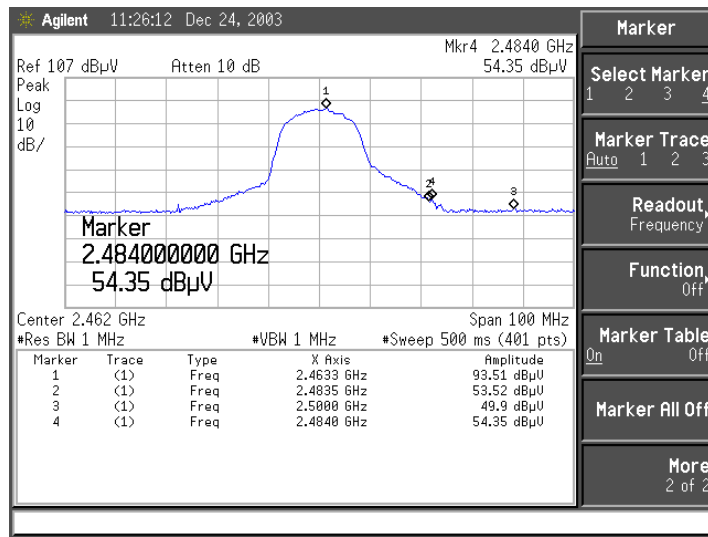 Agilent 11:26:12 Dec 24, 2003
Mkr4 2.4840 GHz
Ref 107 dBµV Atten 10 dB 54.35 dBµV
Peak
Log
10
dB/
1
2 4
3
Marker
2.484000000 GHz
54.35 dBµV
Center 2.462 GHz Span 100 MHz
#Res BW 1 MHz #VBW 1 MHz #Sweep 500 ms (401 pts)
Marker Trace Type X Axis Amplitude
1 (1) Freq 2.4633 GHz 93.51 dBµV
2 (1) Freq 2.4835 GHz 53.52 dBµV
3 (1) Freq 2.5000 GHz 49.9 dBµV
4 (1) Freq 2.4840 GHz 54.35 dBµV
Marker
Select Marker
1 2 3 4
Marker Trace
Auto 1 2 3
Readout
Frequency
Function
Off
Marker Table
On Off
Marker All Off
More
2 of 2